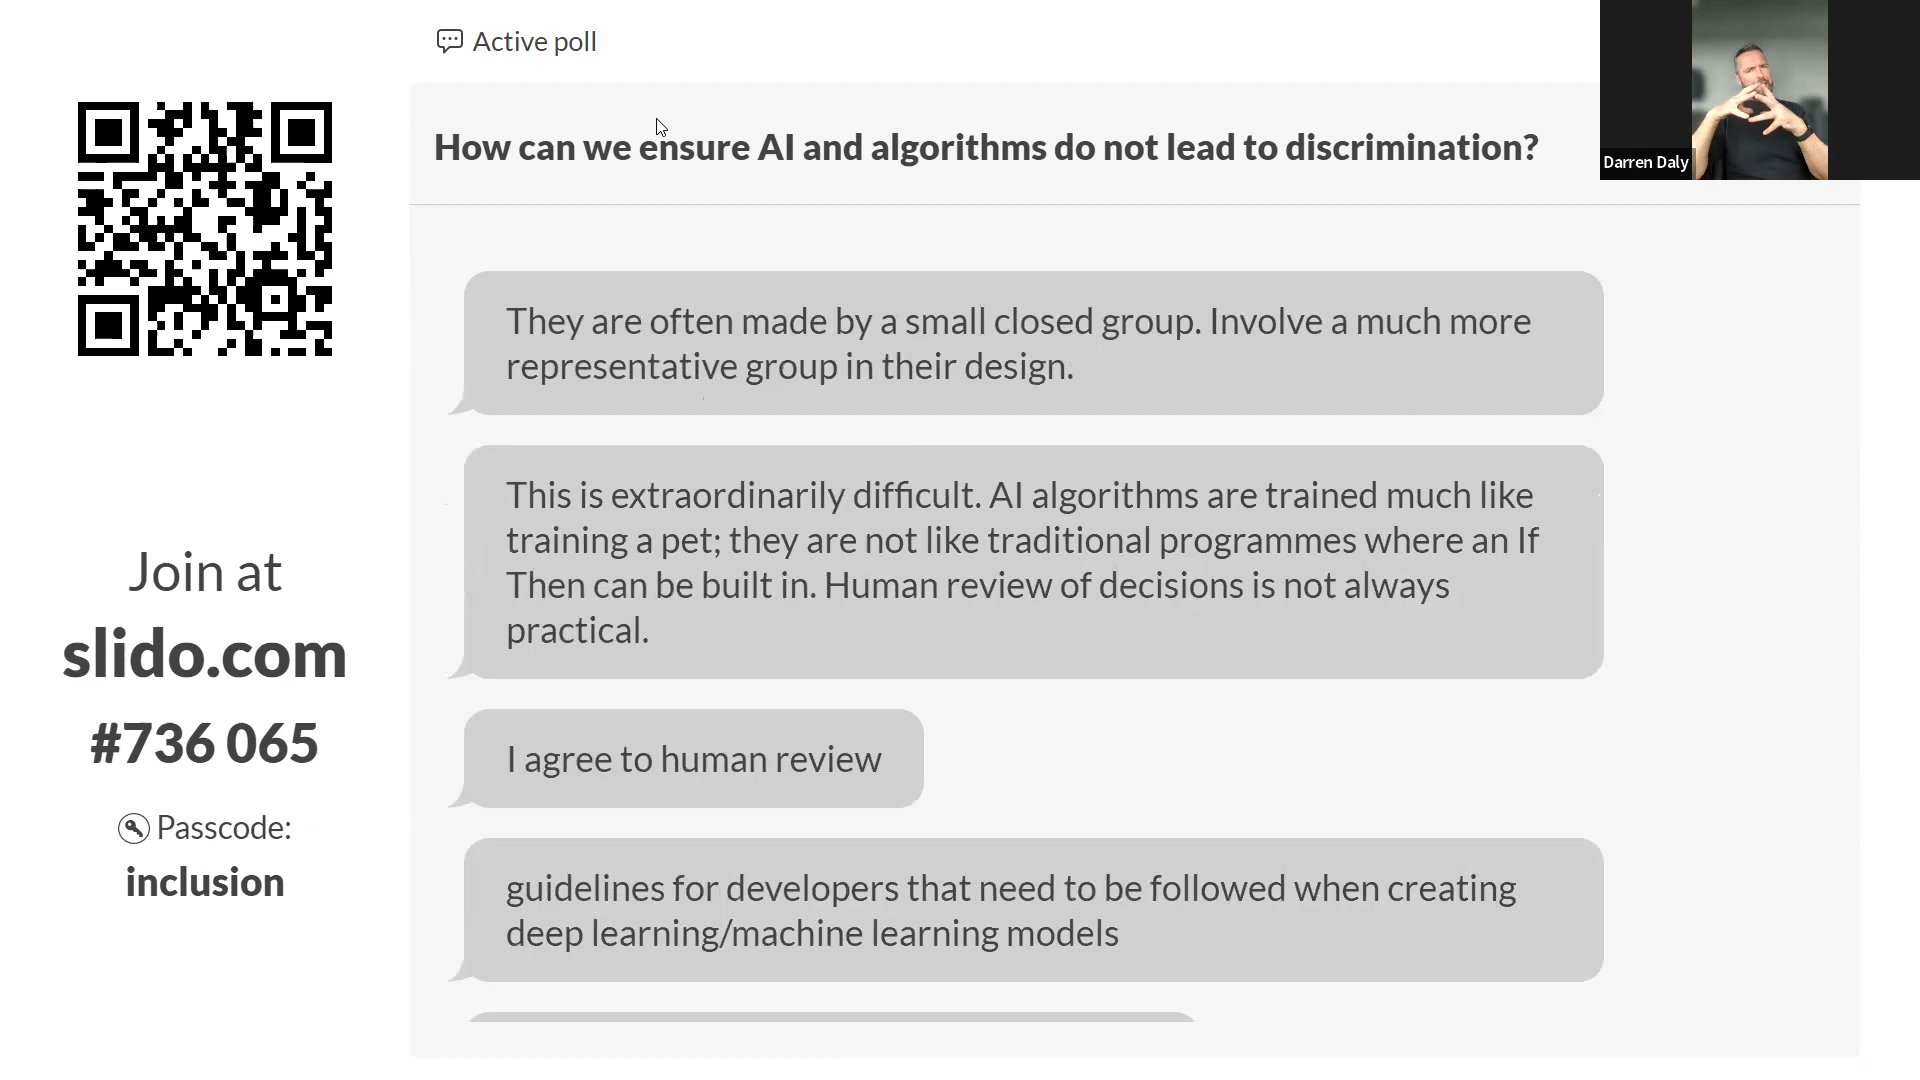 Active poll
How can we ensure AI and algorithms do not lead to discrimination?
Darren Daly
They are often made by a small closed group. Involve a much more
representative group in their design.
This is extraordinarily difficult. AI algorithms are trained much like
training a pet; they are not like traditional programmes where an If
Then can be built in. Human review of decisions is not always
practical.
I agree to human review
guidelines for developers that need to be followed when creating
deep learning/machine learning models
Join at
slido.com
#736 065
Passcode:
inclusion